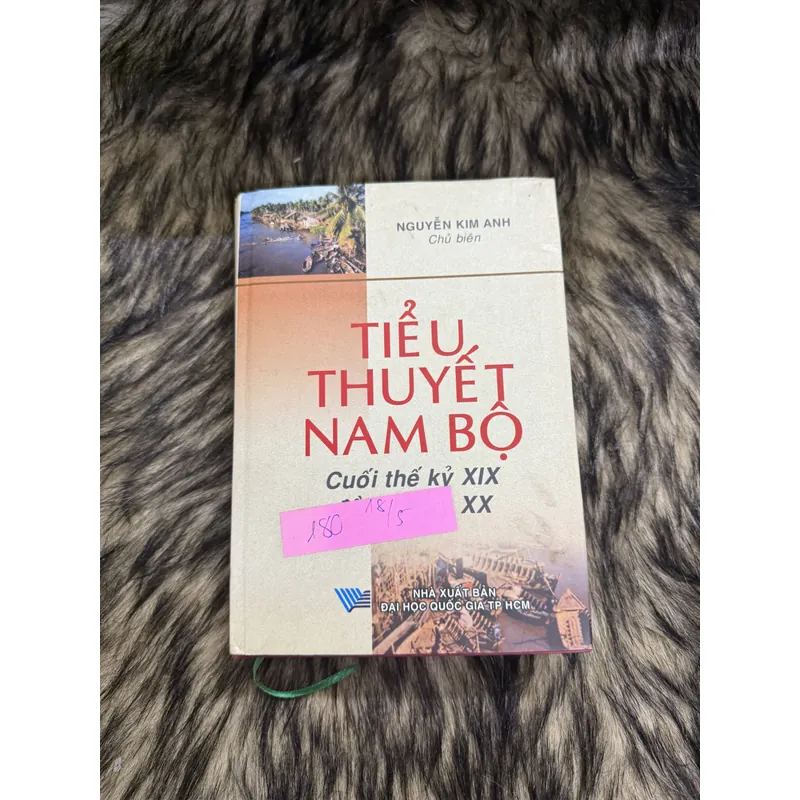 NGUYỄN KIM ANH
Chủ biên
TIỂU
THUYẾT
NAM BỘ
Cuối thế kỷ XIX
XX
180 18/5
NHÀ XUẤT BẢN
ĐẠI HỌC QUỐC GIA TP HCM